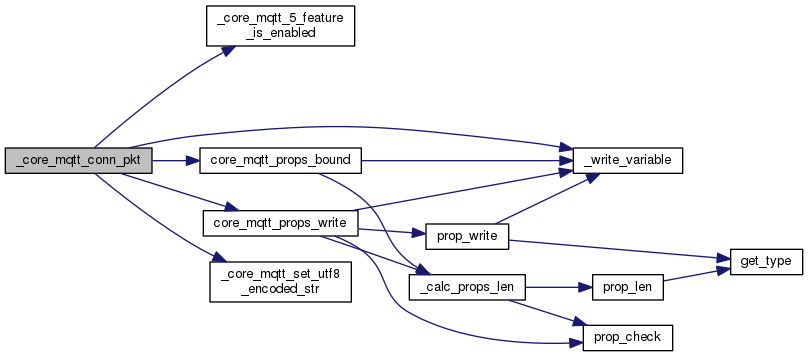 _core_mqtt_5_feature
_is_enabled
_core_mqtt_conn_pkt
core_mqtt_props_bound
_write_variable
core_mqtt_props_write
prop_write
get_type
_core_mqtt_set_utf8
_encoded_str
_calc_props_len
prop_len
prop_check